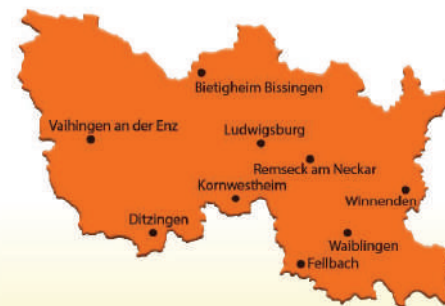 Bietigheim Bissingen
Vaihingen an der Enz
Ludwigsburg
Remseck am Neckar
Kornwestheim
Winnenden
Ditzingen
Waiblingen
Fellbach